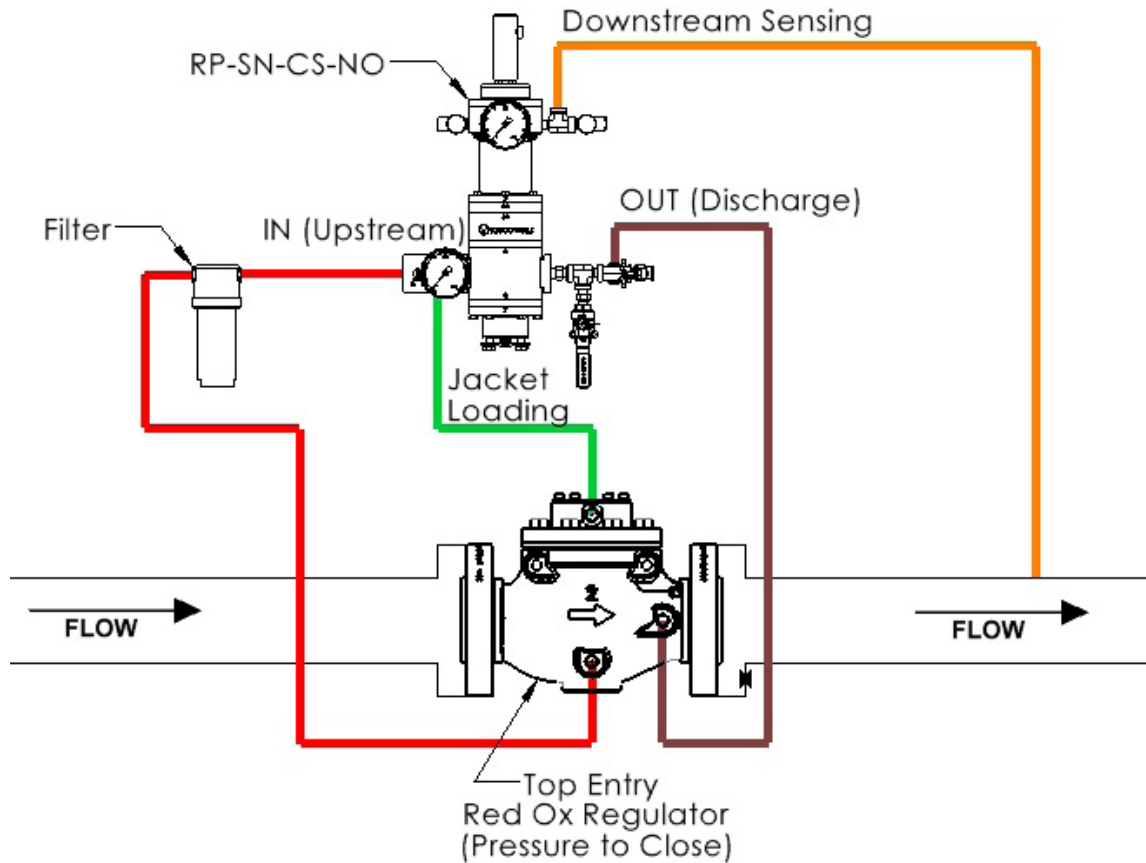 Downstream Sensing
RP-SN-CS-NO
OUT (Discharge)
IN (Upstream)
Filter
Jacket
Loading
2
FLOW
FLOW
Top Entry
Red Ox Regulator
(Pressure to Close)